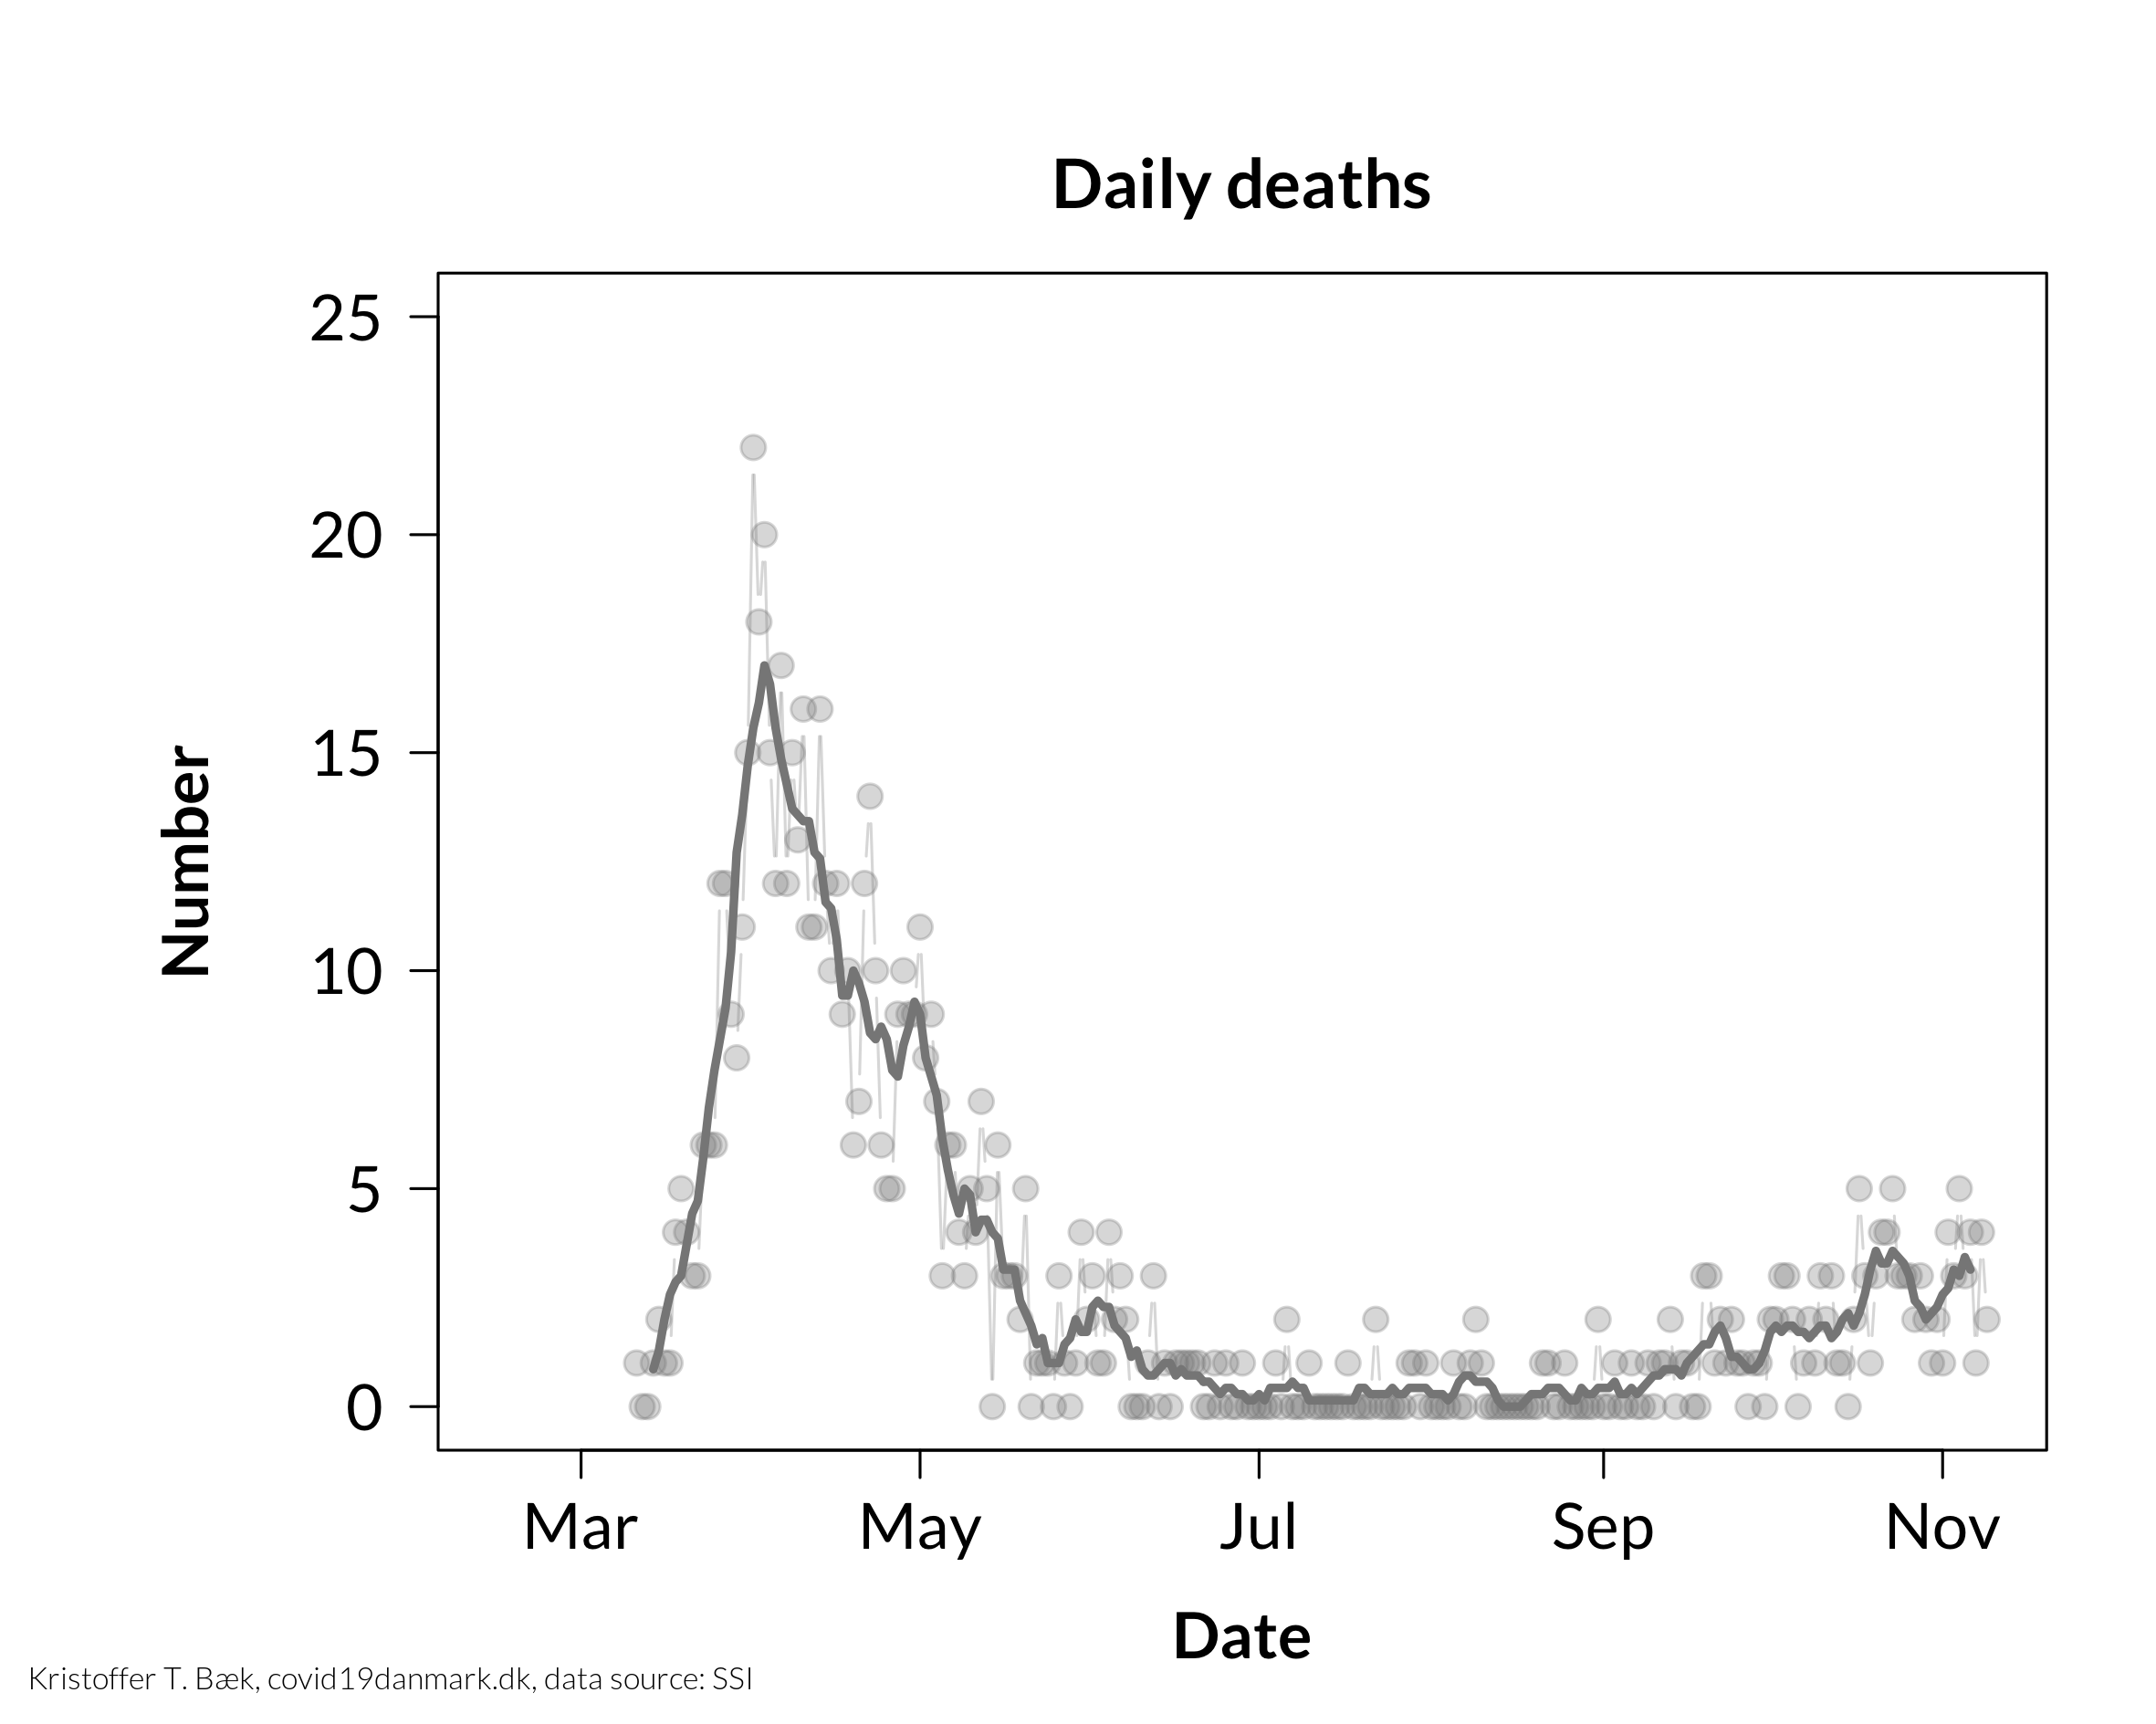 Daily deaths
25
20
15
10
5
0
Number
Mar May Jul Sep Nov
Date
Kristoffer T. Bæk, covid19danmark.dk, data source: SSI